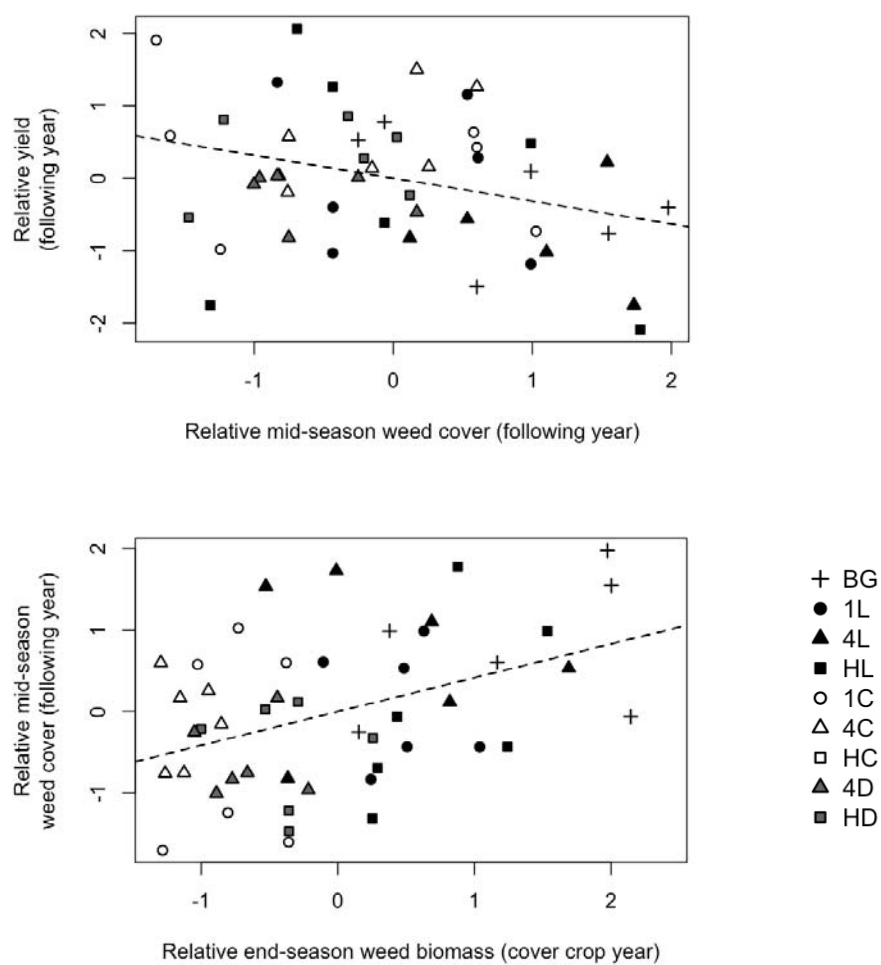 Relative yield
(following year)
2
1
0
-1
-2
-1 0 1 2
Relative mid-season weed cover (following year)
Relative mid-season
weed cover (following year)
2
1
0
-1
-1 0 1 2
Relative end-season weed biomass (cover crop year)
BG
1L
4L
HL
1C
4C
HC
4D
HD